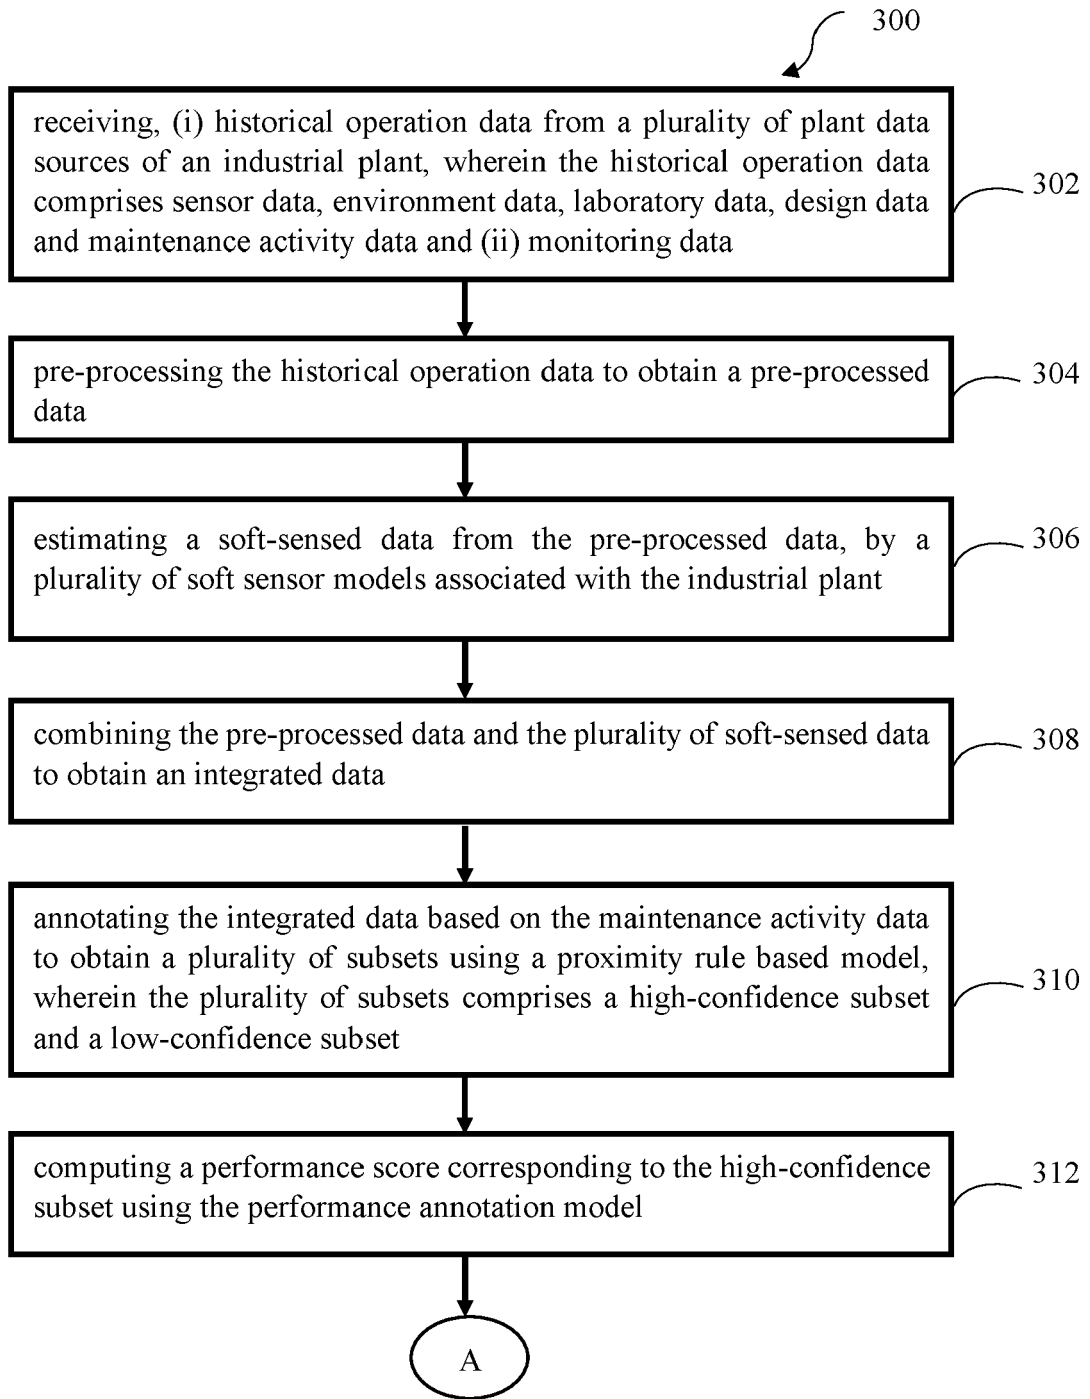 300
receiving, (i) historical operation data from a plurality of plant data
sources of an industrial plant, wherein the historical operation data
comprises sensor data, environment data, laboratory data, design data
and maintenance activity data and (ii) monitoring data
302
pre-processing the historical operation data to obtain a pre-processed
data
304
estimating a soft-sensed data from the pre-processed data, by a
plurality of soft sensor models associated with the industrial plant
306
combining the pre-processed data and the plurality of soft-sensed data
to obtain an integrated data
308
annotating the integrated data based on the maintenance activity data
to obtain a plurality of subsets using a proximity rule based model,
wherein the plurality of subsets comprises a high-confidence subset
and a low-confidence subset
310
computing a performance score corresponding to the high-confidence
subset using the performance annotation model
312
A